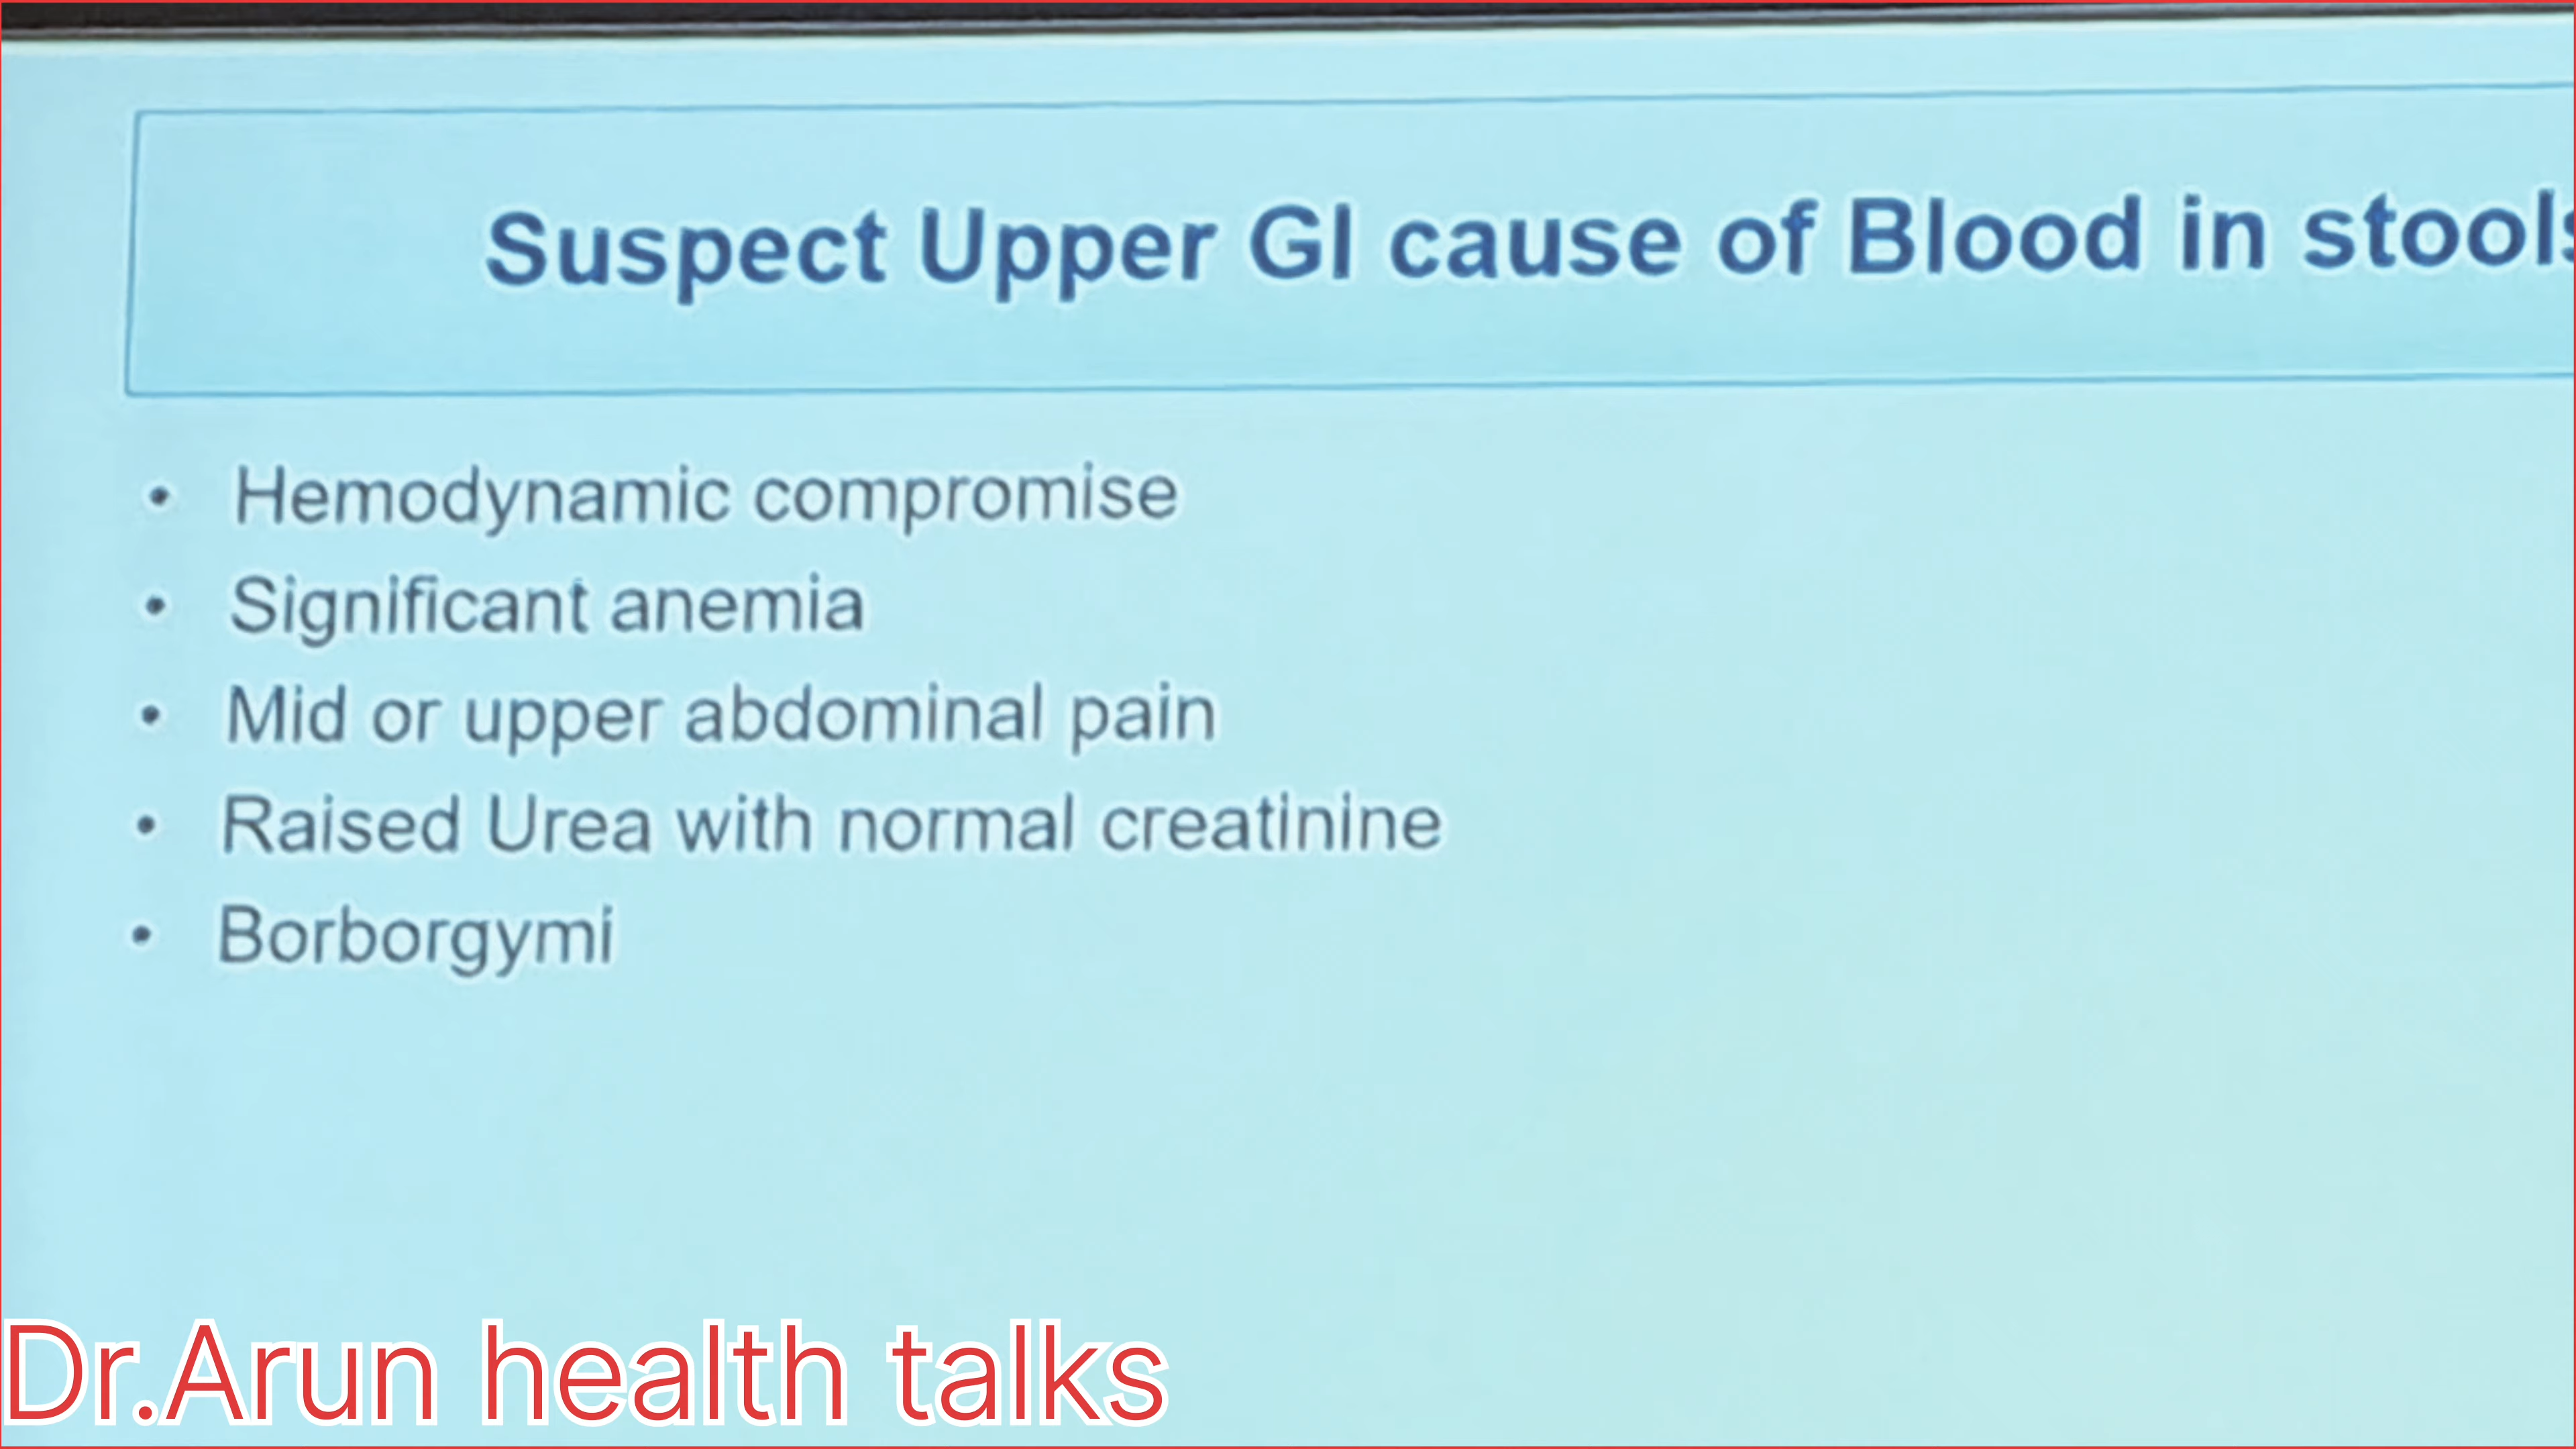 Suspect Upper GI cause of Blood in stools
• Hemodynamic compromise
• Significant anemia
• Mid or upper abdominal pain
• Raised Urea with normal creatinine
• Borborgymi
Dr.Arun health talks